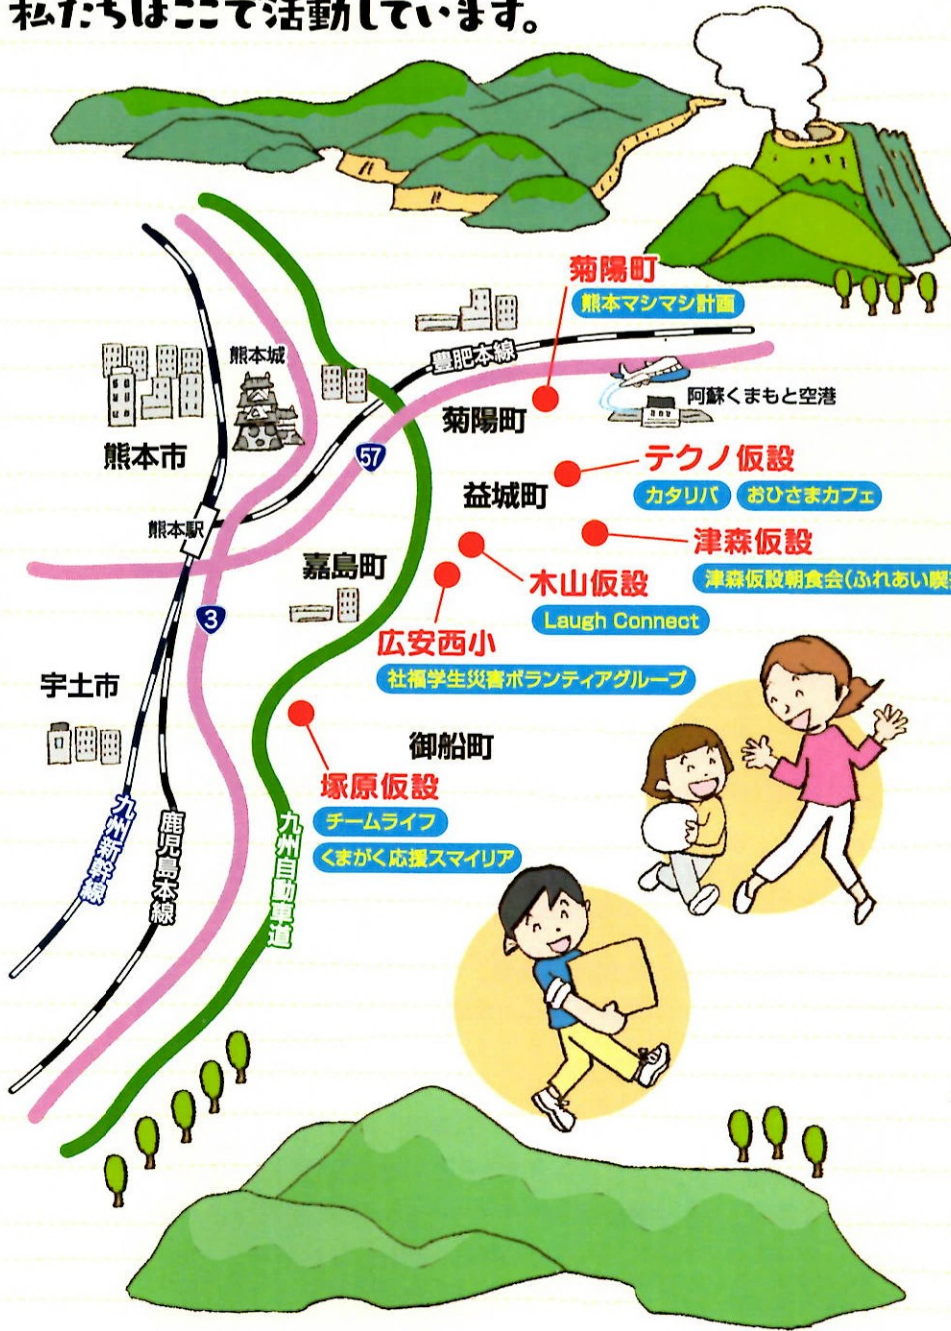 私たちはここで活動しています。
菊陽町
熊本マシマシ計画
豊肥本線
熊本城
阿蘇くまもと空港
菊陽町
熊本市
57
テクノ仮設
カタリバ
おひさまカフェ
益城町
熊本駅
津森仮設
津森仮設朝食会(ふれあい喫
嘉島町
木山仮設
Laugh Connect
3
広安西小
社福学生災害ボランティアグループ
宇土市
御船町
塚原仮設
チームライフ
くまがく応援スマイリア
九州新幹線
鹿児島本線
九州自動車道